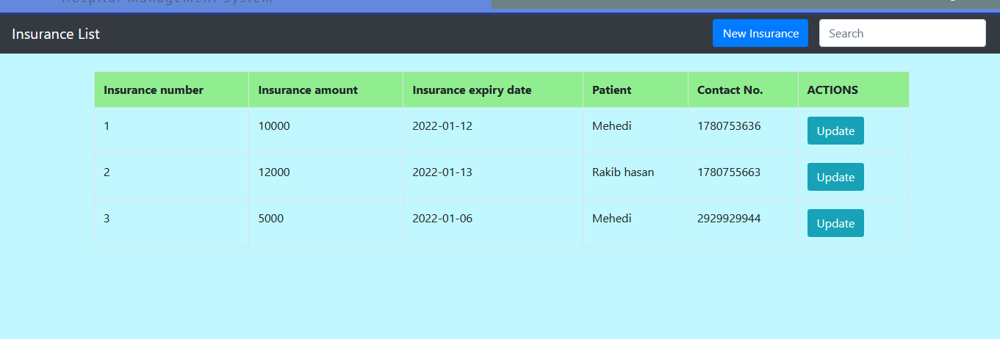 Hospital Management System
Insurance List New Insurance Search
Insurance number Insurance amount Insurance expiry date Patient Contact No. ACTIONS
1 10000 2022-01-12 Mehedi 1780753636 Update
2 12000 2022-01-13 Rakib hasan 1780755663 Update
3 5000 2022-01-06 Mehedi 2929929944 Update